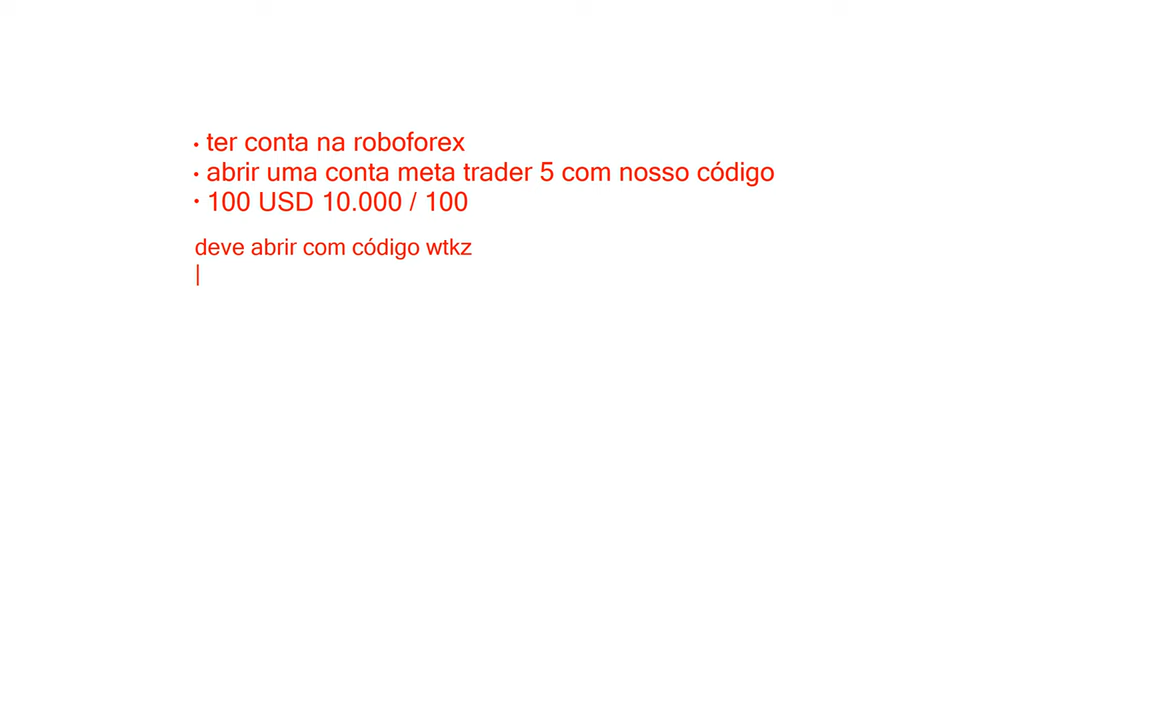 · ter conta na roboforex
· abrir uma conta meta trader 5 com nosso código
· 100 USD 10.000 / 100
deve abrir com código wtkz